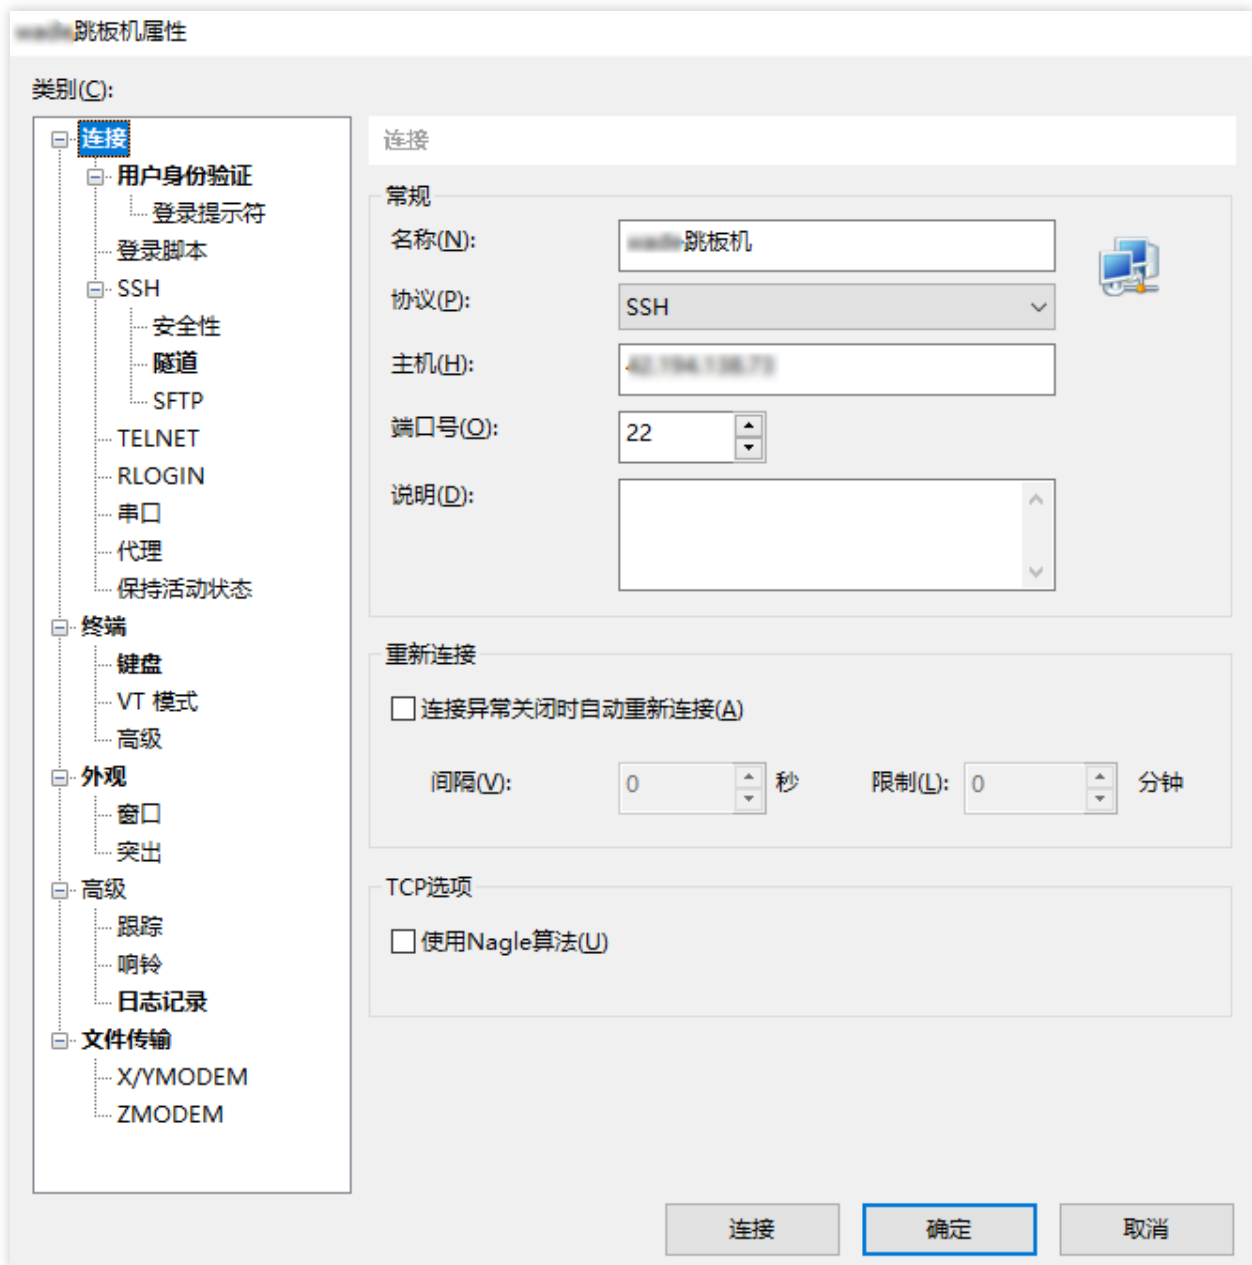 跳板机属性
类别(C):
连接
用户身份验证
登录提示符
登录脚本
SSH
安全性
隧道
SFTP
TELNET
RLOGIN
串口
代理
保持活动状态
终端
键盘
VT 模式
高级
外观
窗口
突出
高级
跟踪
响铃
日志记录
文件传输
X/YMODEM
ZMODEM
连接
常规
名称(N): 跳板机
协议(P): SSH
主机(H):
端口号(O): 22
说明(D):
重新连接
连接异常关闭时自动重新连接(A)
间隔(V): 0 秒 限制(L): 0 分钟
TCP选项
使用Nagle算法(U)
连接 确定 取消